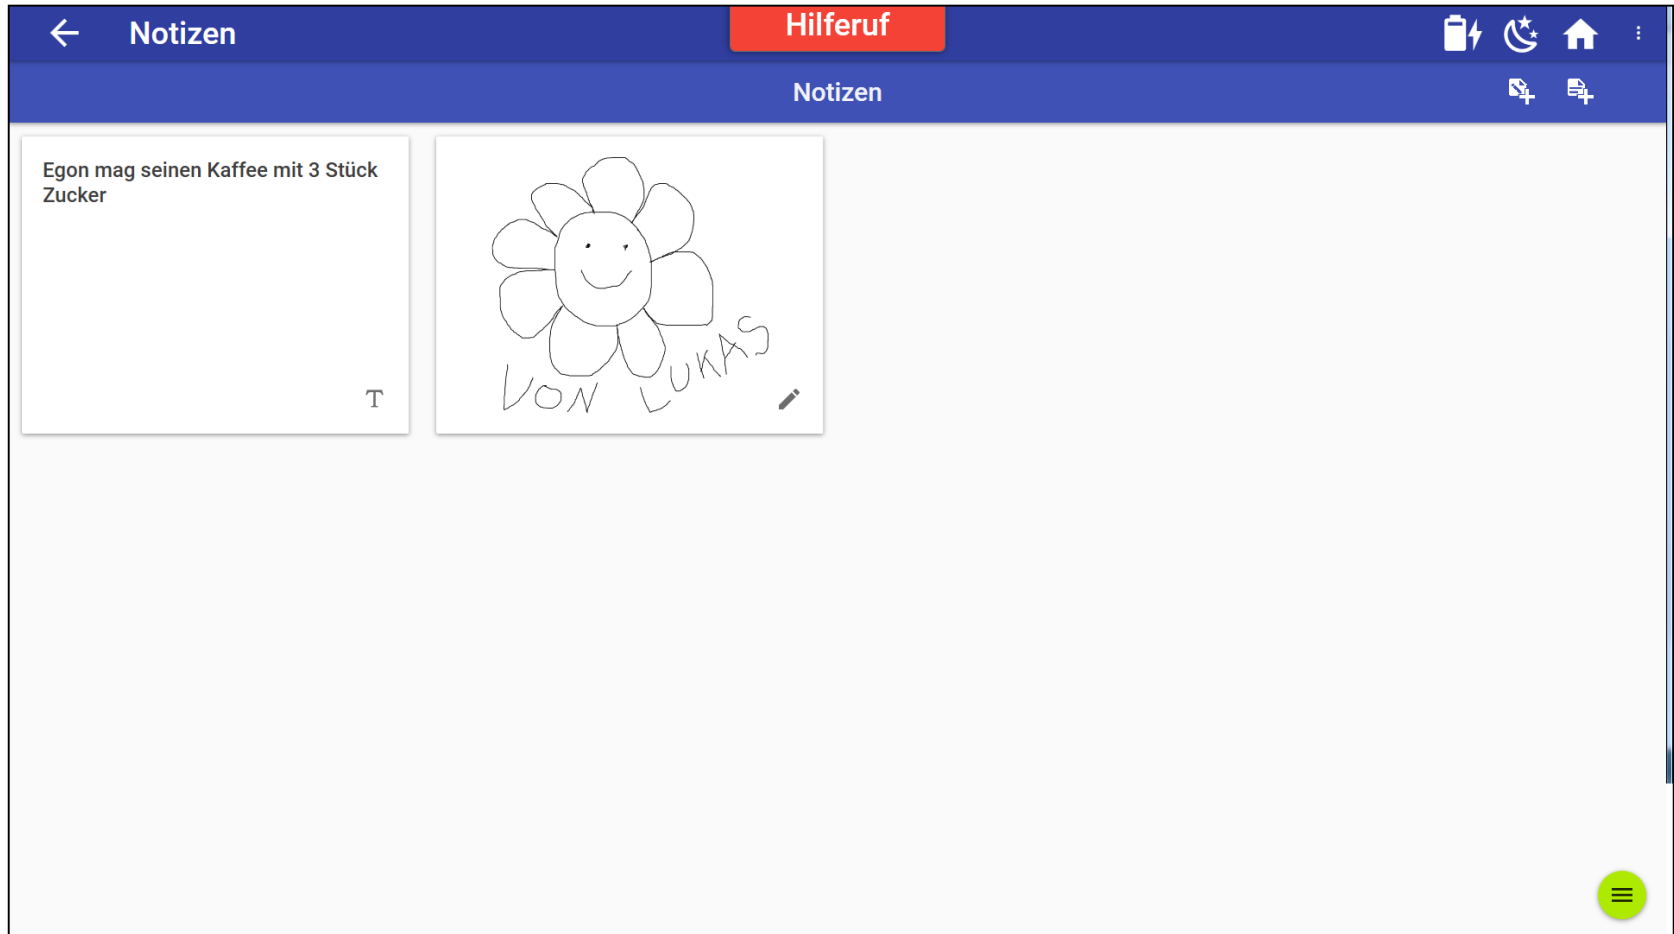 Notizen
Hilferuf
Notizen
Egon mag seinen Kaffee mit 3 Stück
Zucker
T
VON LUKAS